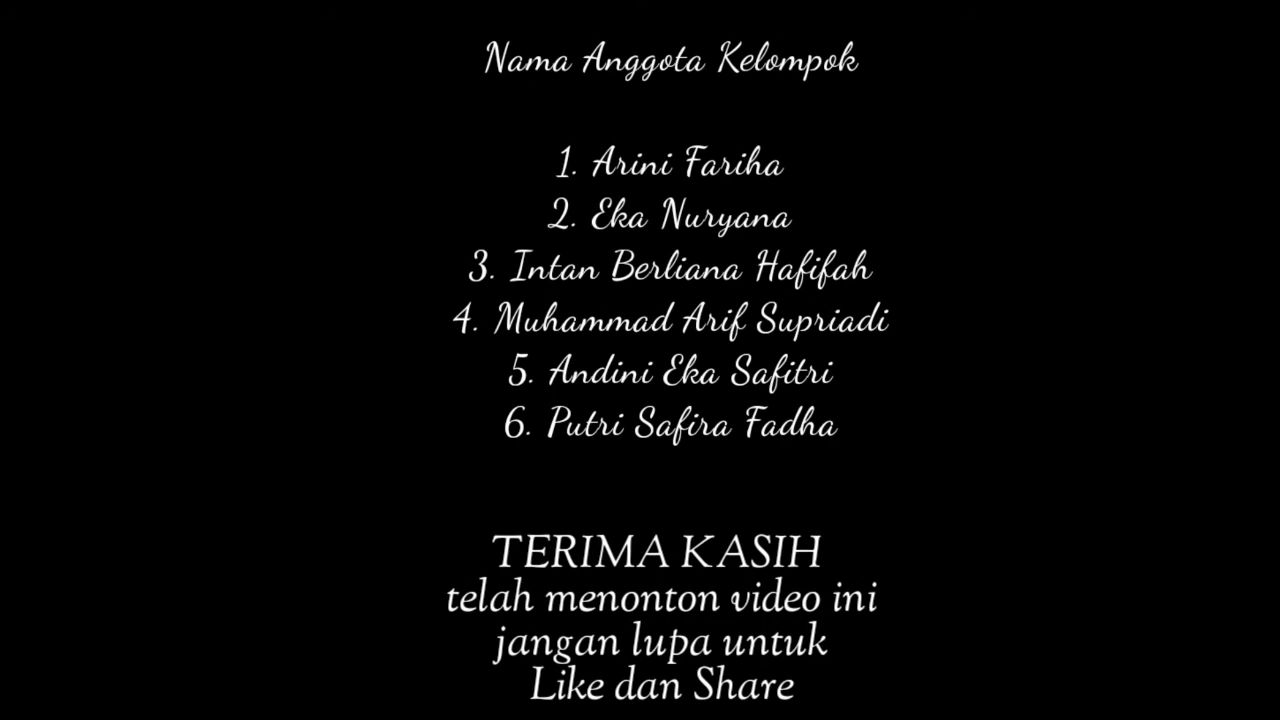 Nama Anggota Kelompok
1. Arini Fariha
2. Eka Nuryana
3. Intan Berliana Hafifah
4. Muhammad Arif Supriadi
5. Andini Eka Safitri
6. Putri Safira Fadha
TERIMA KASIH
telah menonton video ini
jangan lupa untuk
Like dan Share